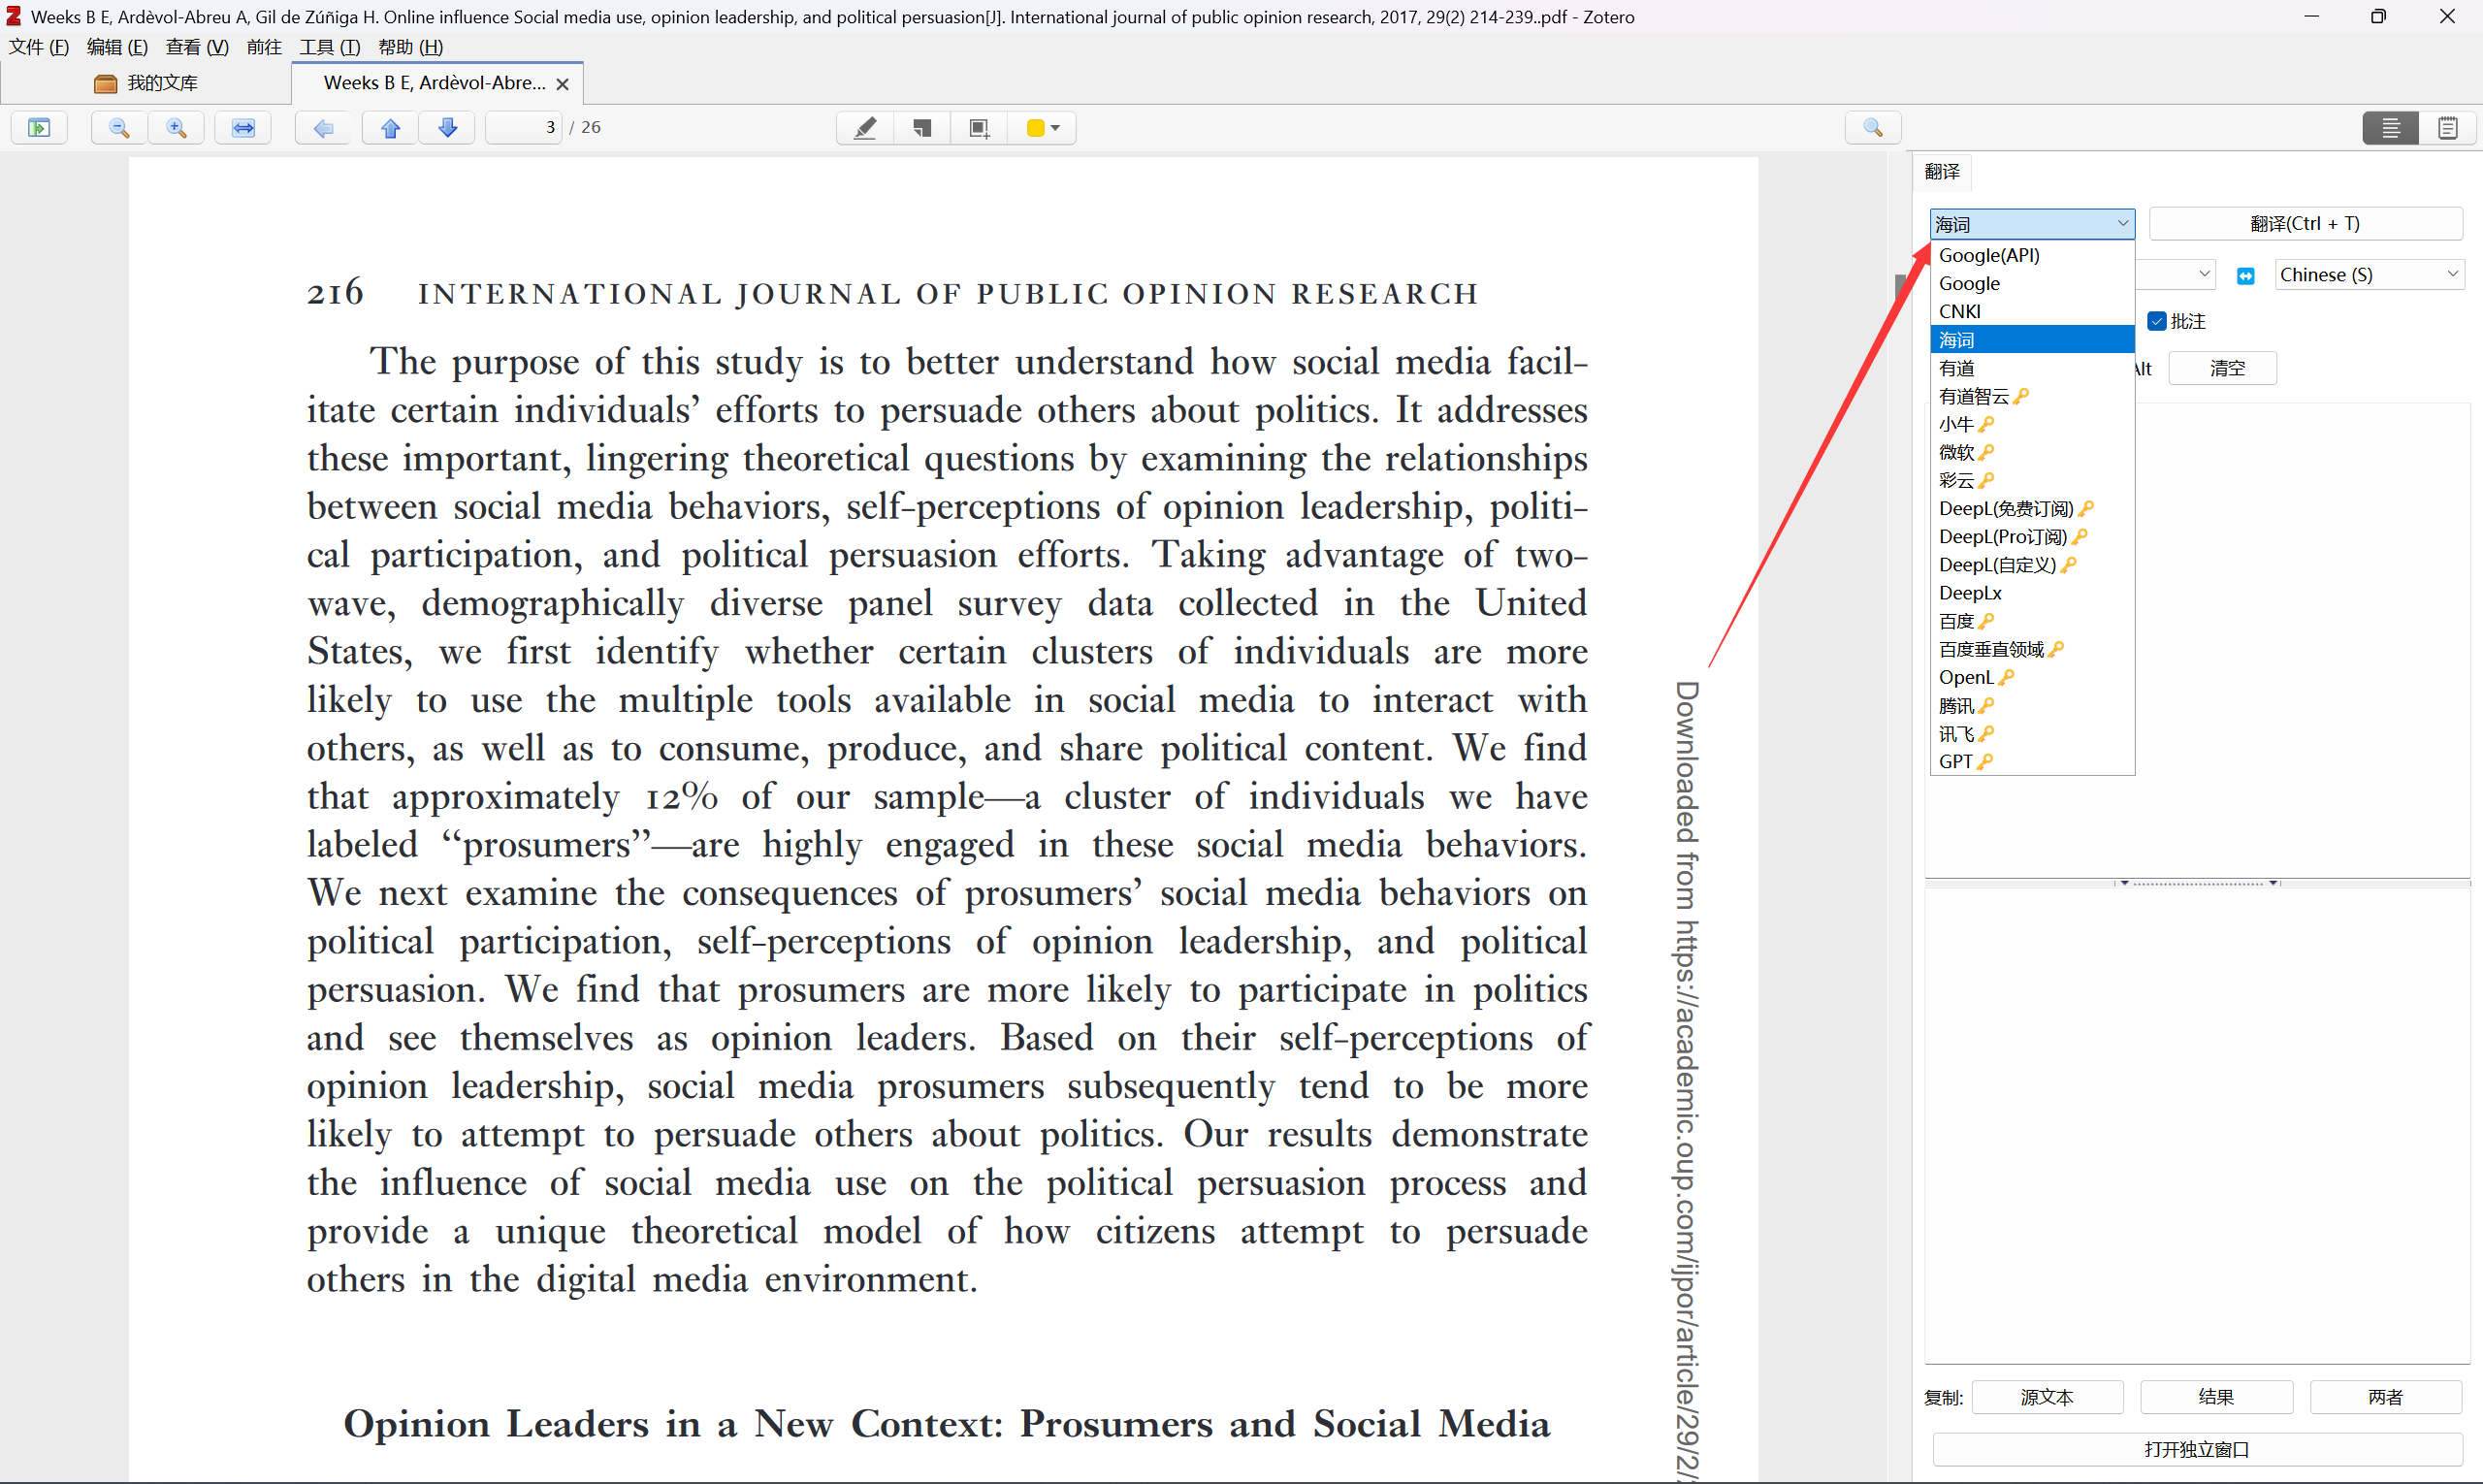 Weeks B E, Ardèvol-Abreu A, Gil de Zúñiga H. Online influence Social media use, opinion leadership, and political persuasion[J]. International journal of public opinion research, 2017, 29(2) 214-239..pdf - Zotero
文件 (F) 编辑 (E) 查看 (V) 前往 工具 (T) 帮助 (H)
我的文库
Weeks B E, Ardèvol-Abre...
3 / 26
216 INTERNATIONAL JOURNAL OF PUBLIC OPINION RESEARCH
The purpose of this study is to better understand how social media facil-
itate certain individuals’ efforts to persuade others about politics. It addresses
these important, lingering theoretical questions by examining the relationships
between social media behaviors, self-perceptions of opinion leadership, politi-
cal participation, and political persuasion efforts. Taking advantage of two-
wave, demographically diverse panel survey data collected in the United
States, we first identify whether certain clusters of individuals are more
likely to use the multiple tools available in social media to interact with
others, as well as to consume, produce, and share political content. We find
that approximately 12% of our sample—a cluster of individuals we have
labeled “prosumers”—are highly engaged in these social media behaviors.
We next examine the consequences of prosumers’ social media behaviors on
political participation, self-perceptions of opinion leadership, and political
persuasion. We find that prosumers are more likely to participate in politics
and see themselves as opinion leaders. Based on their self-perceptions of
opinion leadership, social media prosumers subsequently tend to be more
likely to attempt to persuade others about politics. Our results demonstrate
the influence of social media use on the political persuasion process and
provide a unique theoretical model of how citizens attempt to persuade
others in the digital media environment.
Opinion Leaders in a New Context: Prosumers and Social Media
Downloaded from https://academic.oup.com/ijpor/article/29/2/
翻译
海词
翻译(Ctrl + T)
Chinese (S)
批注
Alt
清空
Google(API)
Google
CNKI
海词
有道
有道智云🔑
小牛🔑
微软🔑
彩云🔑
DeepL(免费订阅)🔑
DeepL(Pro订阅)🔑
DeepL(自定义)🔑
DeepLx
百度🔑
百度垂直领域🔑
OpenL🔑
腾讯🔑
讯飞🔑
GPT🔑
复制: 源文本 结果 两者
打开独立窗口